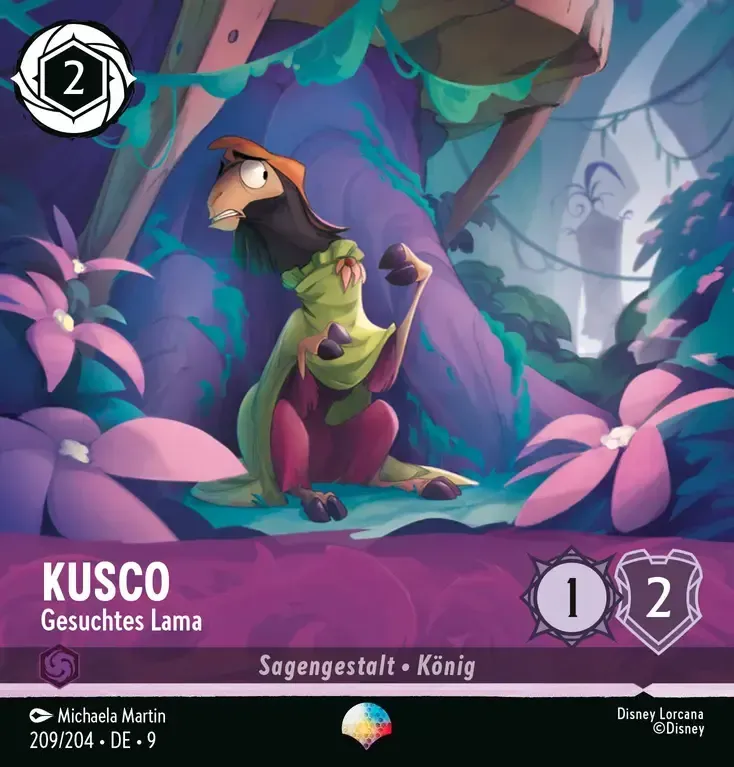 2
KUSCO
Gesuchtes Lama
1
2
Sagengestalt • König
Michaela Martin
209/204 • DE • 9
Disney Lorcana
©Disney